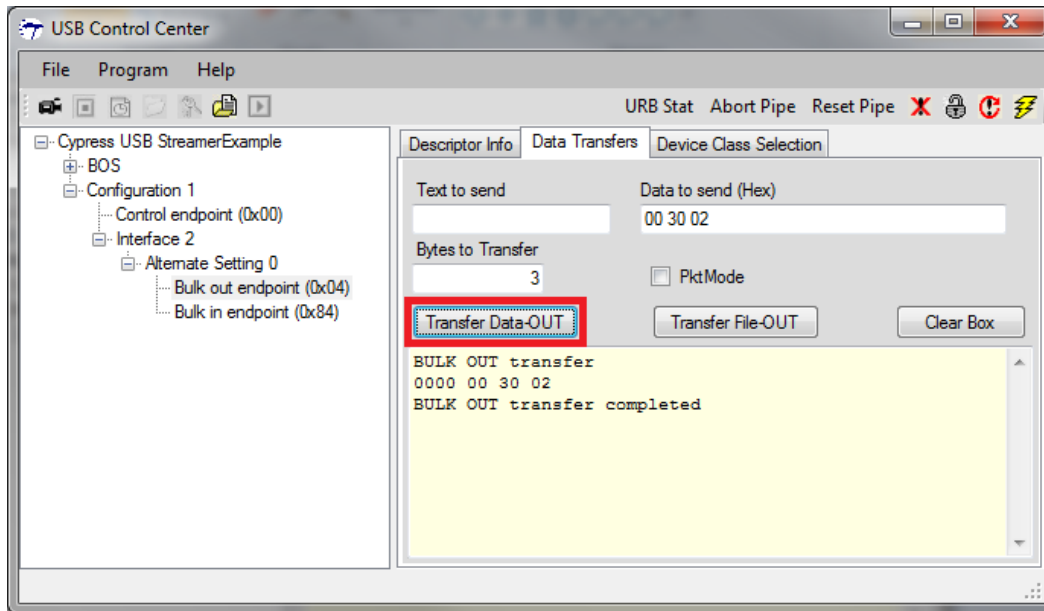 USB Control Center
File Program Help
URB Stat Abort Pipe Reset Pipe
Cypress USB StreamerExample
BOS
Configuration 1
Control endpoint (0x00)
Interface 2
Alternate Setting 0
Bulk out endpoint (0x04)
Bulk in endpoint (0x84)
Descriptor Info Data Transfers Device Class Selection
Text to send Data to send (Hex)
00 30 02
Bytes to Transfer
3 PktMode
Transfer Data-OUT Transfer File-OUT Clear Box
BULK OUT transfer
0000 00 30 02
BULK OUT transfer completed